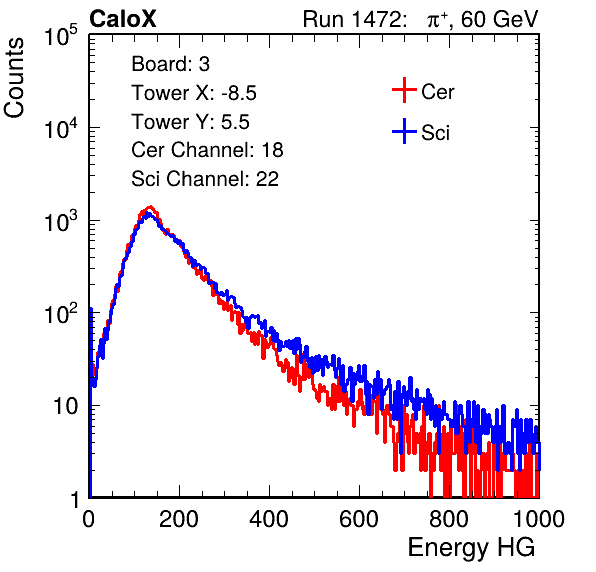 CaloX Run 1472: π⁺, 60 GeV
Counts
10⁵
10⁴
10³
10²
10
1
Board: 3
Tower X: -8.5
Tower Y: 5.5
Cer Channel: 18
Sci Channel: 22
Cer
Sci
0 200 400 600 800 1000
Energy HG